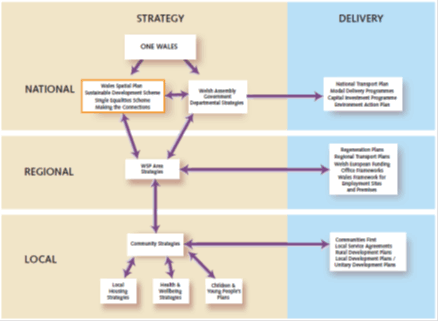 STRATEGY
DELIVERY
ONE WALES
NATIONAL
Wales Spatial Plan
Sustainable Development Scheme
Single Equalities Scheme
Making the Connections
Welsh Assembly
Government
Departmental Strategies
National Transport Plan
Modal Delivery Programmes
Capital Investment Programme
Environment Action Plan
REGIONAL
WSP Area
Strategies
Regeneration Plans
Regional Transport Plans
Welsh European Funding
Office Frameworks
Wales Framework for
Employment Sites
and Premises
LOCAL
Community Strategies
Communities First
Local Service Agreements
Rural Development Plans
Local Development Plans /
Unitary Development Plans
Local
Housing
Strategies
Health &
Wellbeing
Strategies
Children &
Young People's
Plans